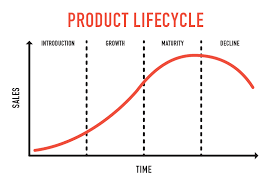 PRODUCT LIFECYCLE
INTRODUCTION GROWTH MATURITY DECLINE
SALES
TIME